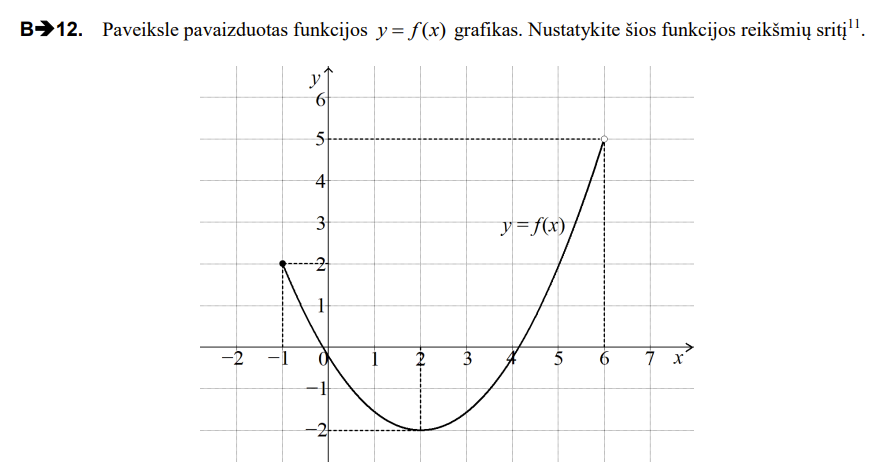 B➔12. Paveiksle pavaizduotas funkcijos y = f(x) grafikas. Nustatykite šios funkcijos reikšmių sritį¹¹.
y
6
5
4
3
y = f(x)
2
1
−2 −1 0 1 2 3 4 5 6 7 x
−1
−2